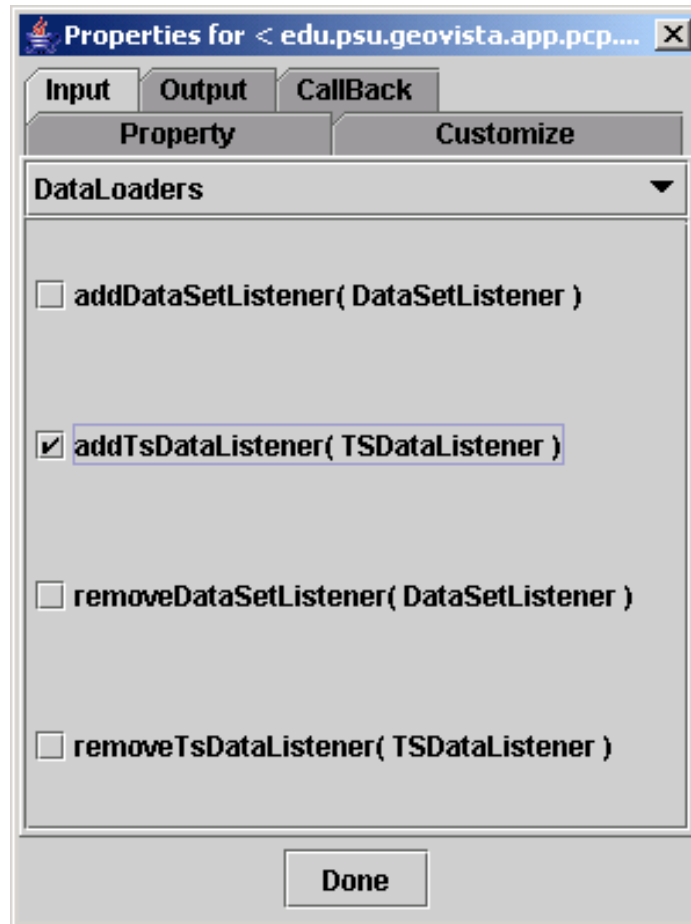 Properties for < edu.psu.geovista.app.pcp....
Input Output CallBack
Property Customize
DataLoaders
addDataSetListener( DataSetListener )
addTsDataListener( TSDataListener )
removeDataSetListener( DataSetListener )
removeTsDataListener( TSDataListener )
Done